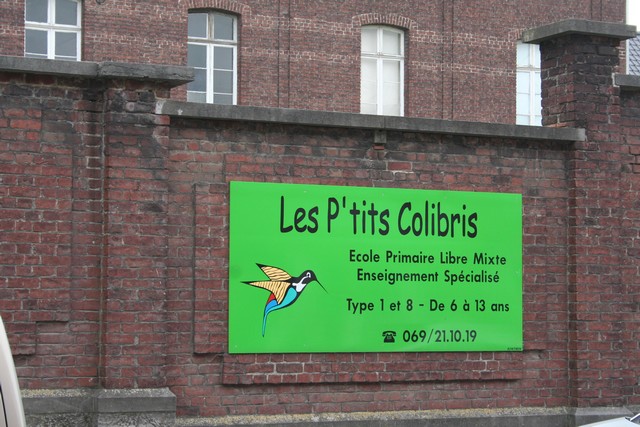 Les P'tits Colibris
Ecole Primaire Libre Mixte
Enseignement Spécialisé
Type 1 et 8 - De 6 à 13 ans
☎ 069/21.10.19